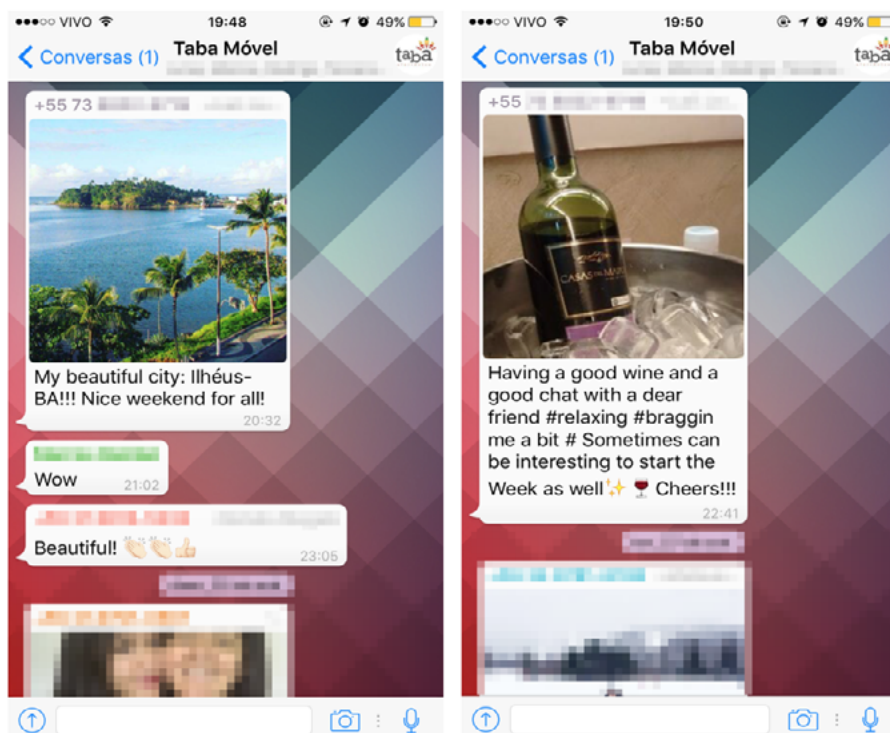 VIVO 19:48 49%
Conversas (1) Taba Móvel
taba
+55 73
My beautiful city: Ilhéus-
BA!!! Nice weekend for all!
20:32
Wow 21:02
Beautiful! 👏🏻👏🏻👍🏻 23:05
VIVO 19:50 49%
Conversas (1) Taba Móvel
taba
+55
CASAS DEL
Having a good wine and a
good chat with a dear
friend #relaxing #braggin
me a bit # Sometimes can
be interesting to start the
Week as well✨🍷 Cheers!!!
22:41